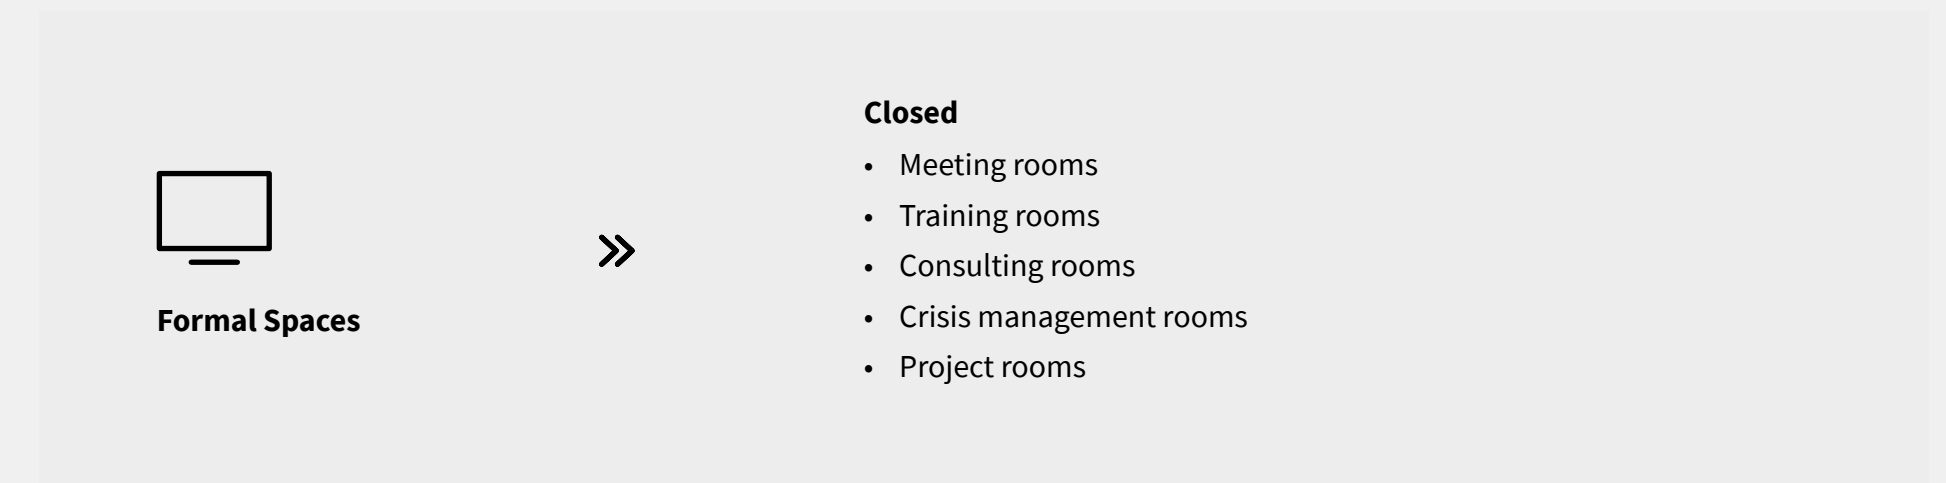 Formal Spaces
Closed
• Meeting rooms
• Training rooms
• Consulting rooms
• Crisis management rooms
• Project rooms